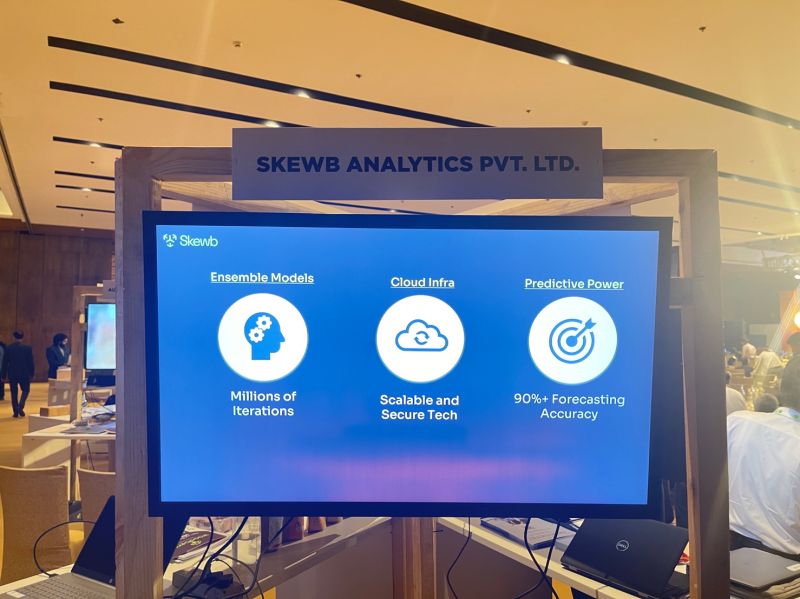 SKEWB ANALYTICS PVT. LTD.
Skewb
Ensemble Models
Millions of
Iterations
Cloud Infra
Scalable and
Secure Tech
Predictive Power
90%+ Forecasting
Accuracy
DELL